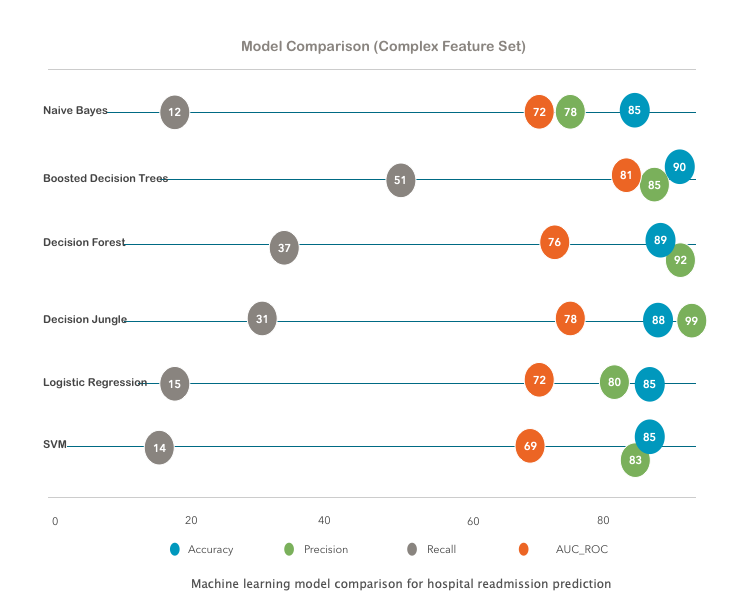 Model Comparison (Complex Feature Set)
Naive Bayes 12 72 78 85
Boosted Decision Trees 51 81 85 90
Decision Forest 37 76 89 92
Decision Jungle 31 78 88 99
Logistic Regression 15 72 80 85
SVM 14 69 83 85
0 20 40 60 80
Accuracy Precision Recall AUC_ROC
Machine learning model comparison for hospital readmission prediction